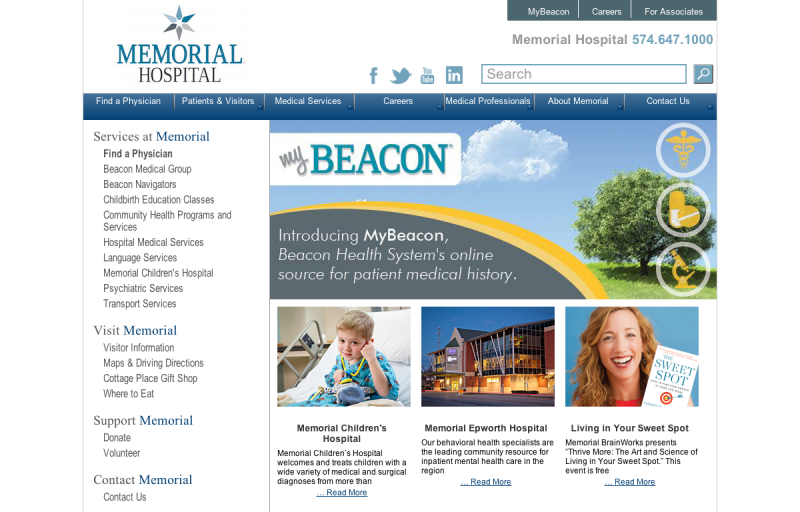 MyBeacon
Careers
For Associates
MEMORIAL
HOSPITAL
Memorial Hospital 574.647.1000
Search
Find a Physician
Patients & Visitors
Medical Services
Careers
Medical Professionals
About Memorial
Contact Us
Services at Memorial
Find a Physician
Beacon Medical Group
Beacon Navigators
Childbirth Education Classes
Community Health Programs and
Services
Hospital Medical Services
Language Services
Memorial Children's Hospital
Psychiatric Services
Transport Services
Visit Memorial
Visitor Information
Maps & Driving Directions
Cottage Place Gift Shop
Where to Eat
Support Memorial
Donate
Volunteer
Contact Memorial
Contact Us
my BEACON™
Introducing MyBeacon,
Beacon Health System's online
source for patient medical history.
THE
SWEET
SPOT
Memorial Children's
Hospital
Memorial Children's Hospital
welcomes and treats children with a
wide variety of medical and surgical
diagnoses from more than
... Read More
Memorial Epworth Hospital
Our behavioral health specialists are
the leading community resource for
inpatient mental health care in the
region
... Read More
Living in Your Sweet Spot
Memorial BrainWorks presents
"Thrive More: The Art and Science of
Living in Your Sweet Spot." This
event is free
... Read More